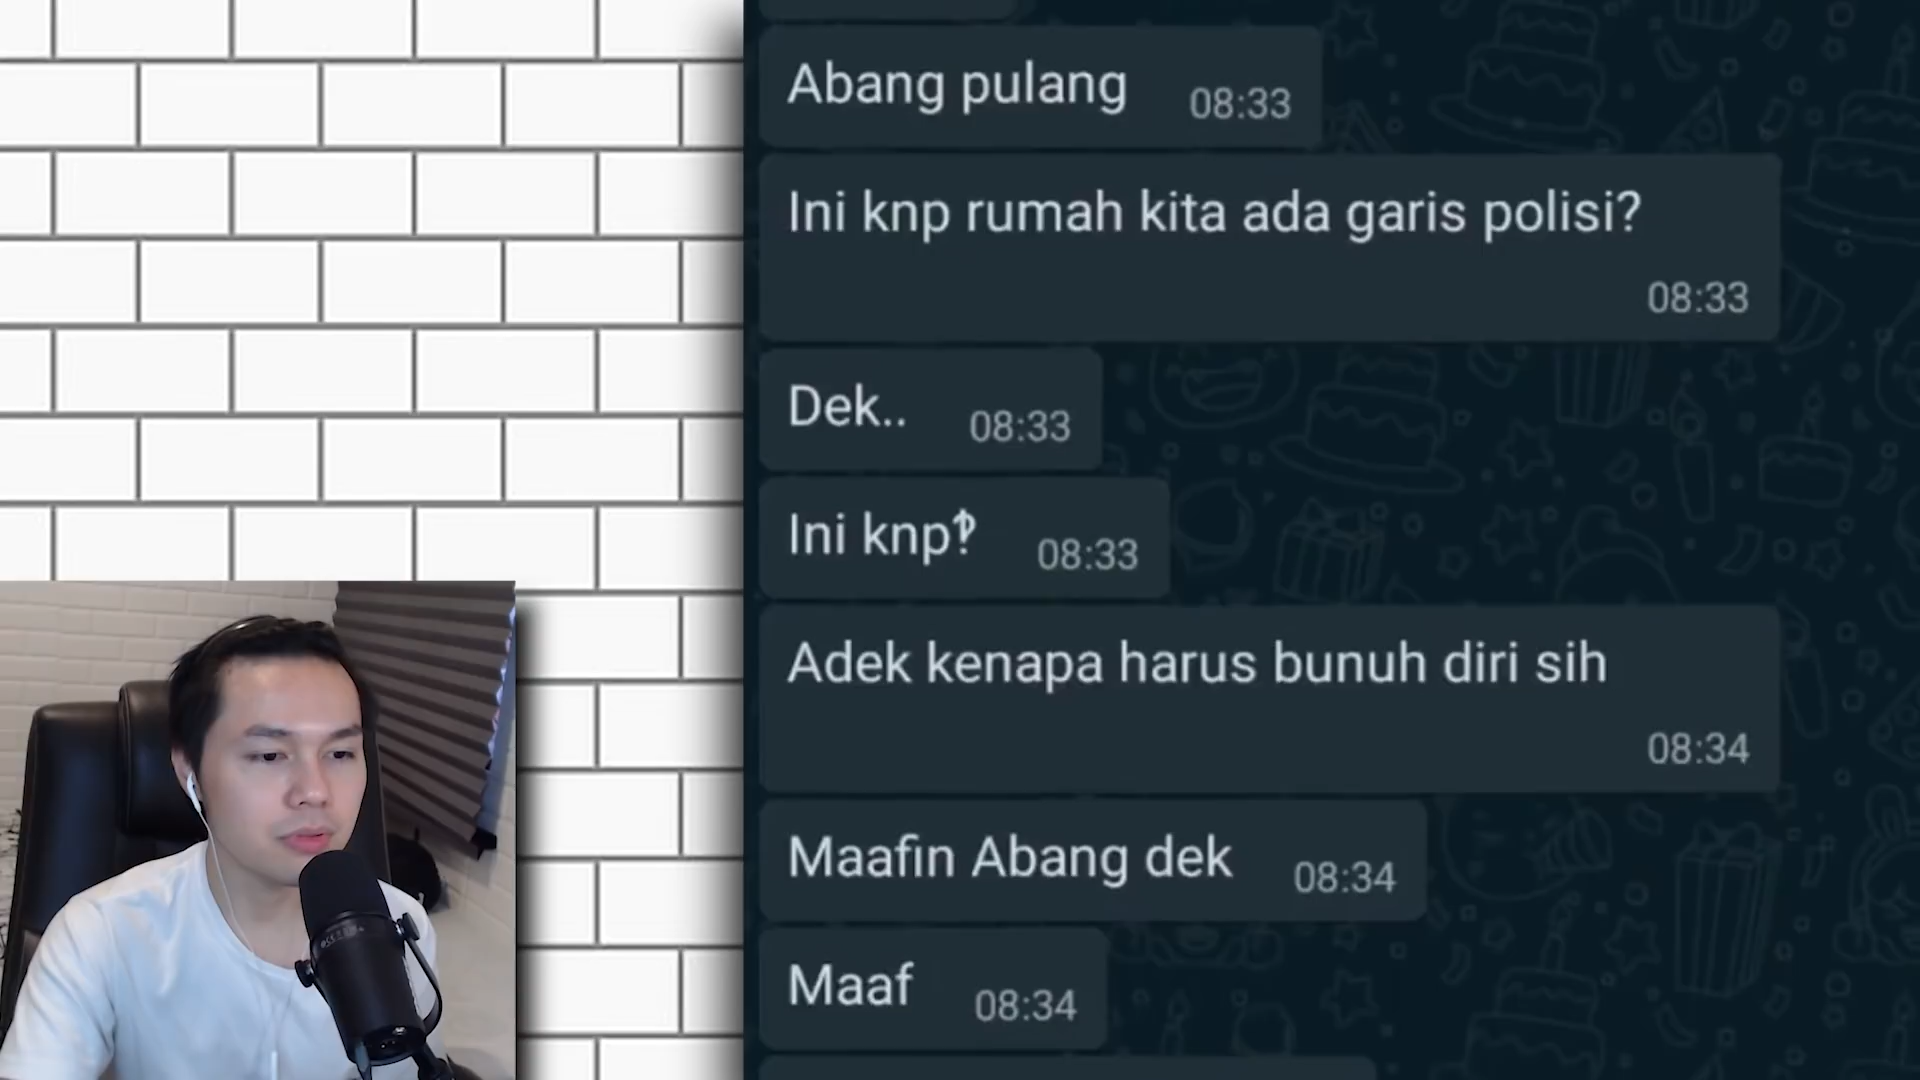 Abang pulang 08:33
Ini knp rumah kita ada garis polisi?
08:33
Dek.. 08:33
Ini knp‽ 08:33
Adek kenapa harus bunuh diri sih
08:34
Maafin Abang dek 08:34
Maaf 08:34